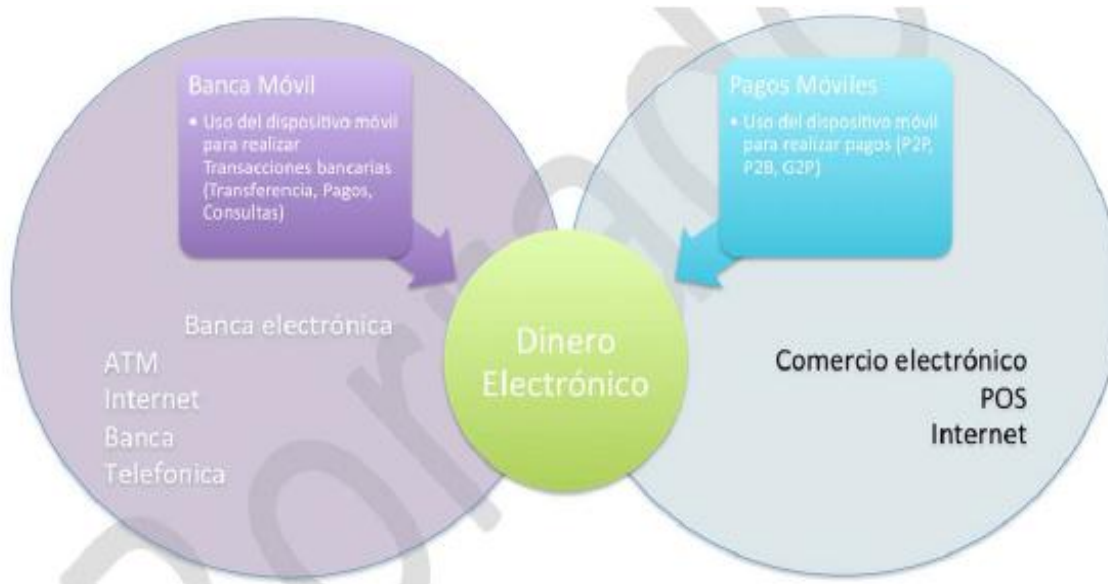 Banca Móvil
• Uso del dispositivo móvil
para realizar
Transacciones bancarias
(Transferencia, Pagos,
Consultas)
Pagos Móviles
• Uso del dispositivo móvil
para realizar pagos (P2P,
P2B, G2P)
Banca electrónica
ATM
Internet
Banca
Telefonica
Dinero
Electrónico
Comercio electrónico
POS
Internet